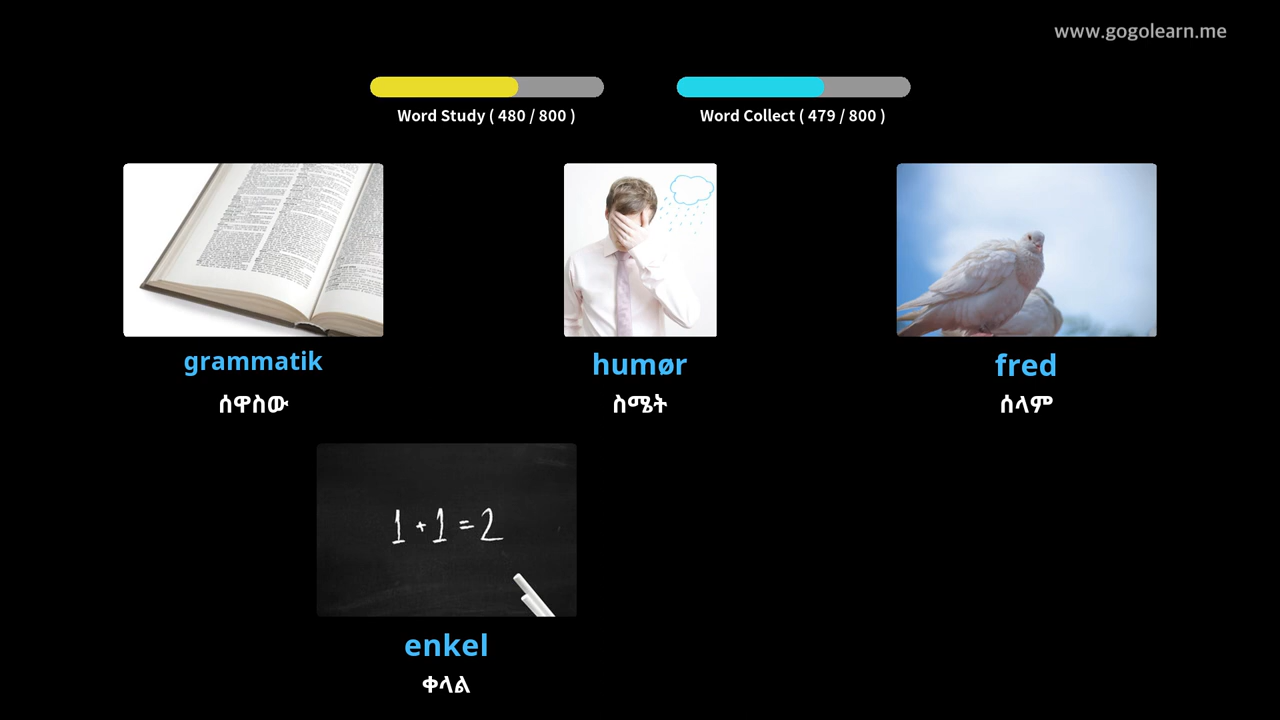 www.gogolearn.me
Word Study ( 480 / 800 )
Word Collect ( 479 / 800 )
grammatik
ሰዋስው
humør
ስሜት
fred
ሰላም
1 + 1 = 2
enkel
ቀላል